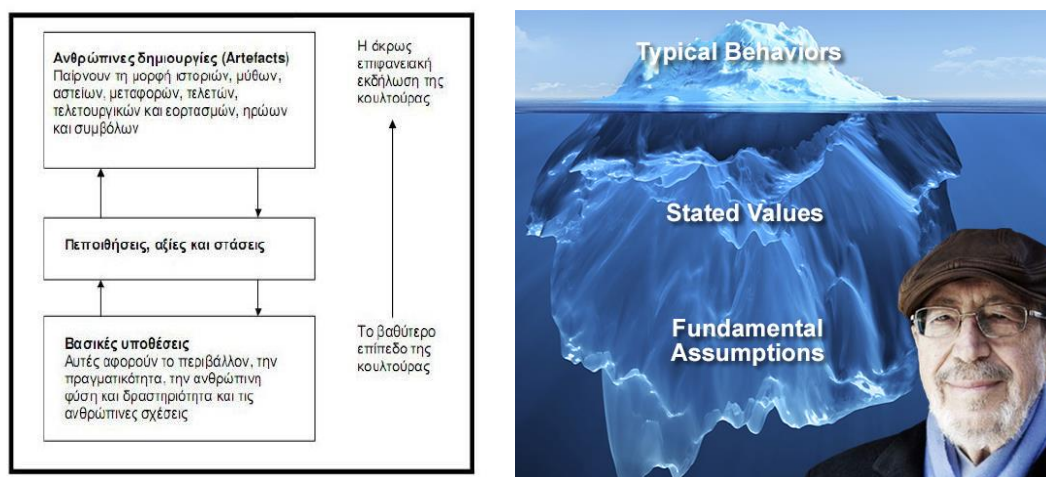 Ανθρώπινες δημιουργίες (Artefacts)
Παίρνουν τη μορφή ιστοριών, μύθων,
αστείων, μεταφορών, τελετών,
τελετουργικών και εορτασμών, ηρώων
και συμβόλων
Η άκρως
επιφανειακή
εκδήλωση της
κουλτούρας
Πεποιθήσεις, αξίες και στάσεις
Βασικές υποθέσεις
Αυτές αφορούν το περιβάλλον, την
πραγματικότητα, την ανθρώπινη
φύση και δραστηριότητα και τις
ανθρώπινες σχέσεις
Το βαθύτερο
επίπεδο της
κουλτούρας
Typical Behaviors
Stated Values
Fundamental
Assumptions